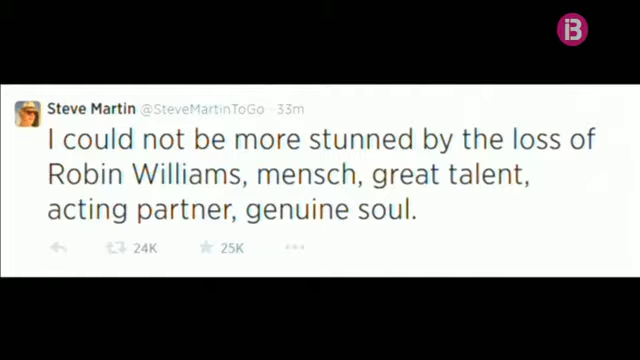 iB
Steve Martin @SteveMartinToGo · 33m
I could not be more stunned by the loss of
Robin Williams, mensch, great talent,
acting partner, genuine soul.
24K 25K